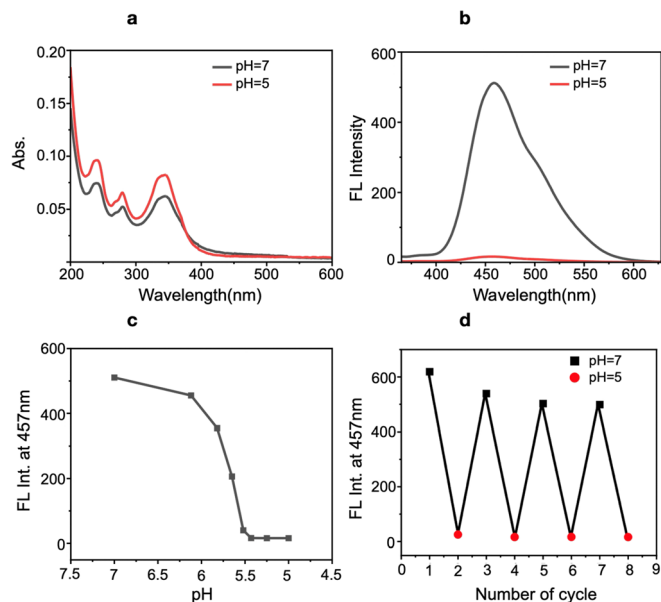 a
0.20
0.15
0.10
0.05
Abs.
pH=7
pH=5
200
300
400
500
600
Wavelength(nm)
b
600
400
200
0
FL Intensity
pH=7
pH=5
400
450
500
550
600
Wavelength(nm)
c
600
400
200
0
FL Int. at 457nm
7.5
7
6.5
6
5.5
5
4.5
pH
d
600
400
200
0
FL Int. at 457nm
pH=7
pH=5
0
1
2
3
4
5
6
7
8
9
Number of cycle